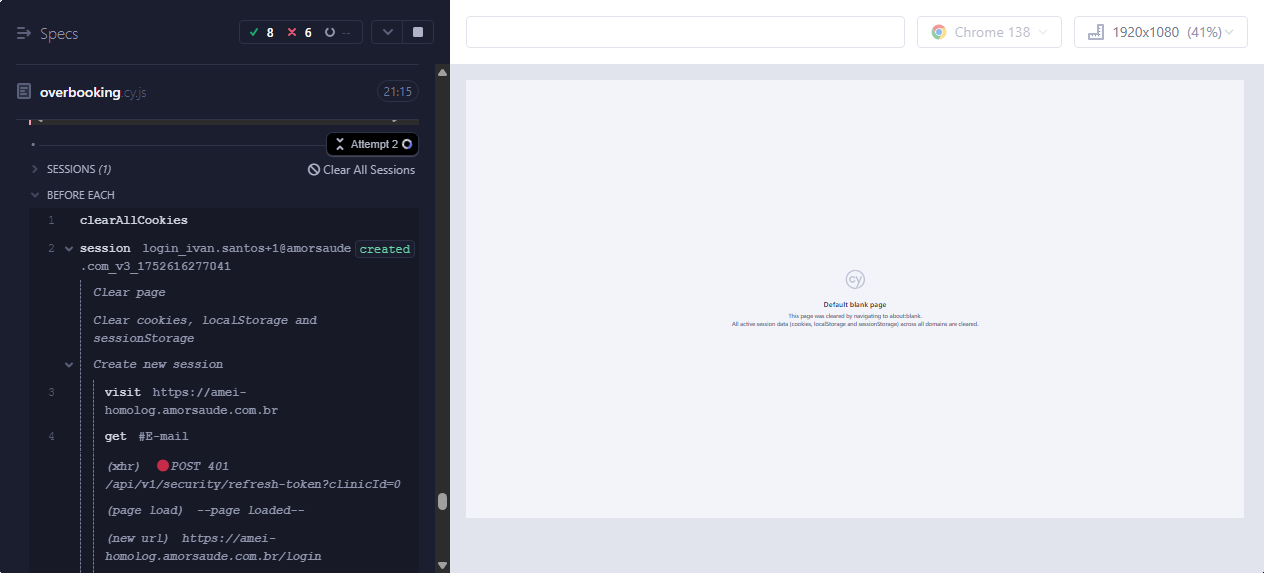 Specs
8 6 --
Chrome 138
1920x1080 (41%)
overbooking.cy.js
21:15
Attempt 2
SESSIONS (1)
Clear All Sessions
BEFORE EACH
1 clearAllCookies
2 session login_ivan.santos+1@amorsaude
.com_v3_1752616277041
created
Clear page
Clear cookies, localStorage and
sessionStorage
Create new session
3 visit https://amei-
homolog.amorsaude.com.br
4 get #E-mail
(xhr) POST 401
/api/v1/security/refresh-token?clinicId=0
(page load) --page loaded--
(new url) https://amei-
homolog.amorsaude.com.br/login
cy
Default blank page
This page was cleared by navigating to about:blank.
All active session data (cookies, localStorage and sessionStorage) across all domains are cleared.